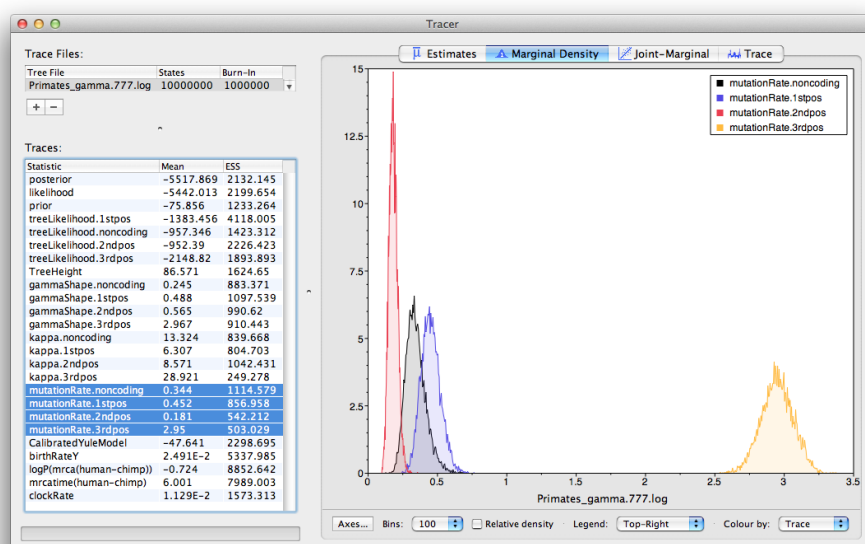 Tracer
Trace Files:
Tree File States Burn-In
Primates_gamma.777.log 10000000 1000000
+ −
Traces:
Statistic Mean ESS
posterior -5517.869 2132.145
likelihood -5442.013 2199.654
prior -75.856 1233.264
treeLikelihood.1stpos -1383.456 4118.005
treeLikelihood.noncoding -957.346 1423.312
treeLikelihood.2ndpos -952.39 2226.423
treeLikelihood.3rdpos -2148.82 1893.893
TreeHeight 86.571 1624.65
gammaShape.noncoding 0.245 883.371
gammaShape.1stpos 0.488 1097.539
gammaShape.2ndpos 0.565 990.62
gammaShape.3rdpos 2.967 910.443
kappa.noncoding 13.324 839.668
kappa.1stpos 6.307 804.703
kappa.2ndpos 8.571 1042.431
kappa.3rdpos 28.921 249.278
mutationRate.noncoding 0.344 1114.579
mutationRate.1stpos 0.452 856.958
mutationRate.2ndpos 0.181 542.212
mutationRate.3rdpos 2.95 503.029
CalibratedYuleModel -47.641 2298.695
birthRateY 2.491E-2 5337.985
logP(mrca(human-chimp)) -0.724 8852.642
mrcatime(human-chimp) 6.001 7989.003
clockRate 1.129E-2 1573.313
Estimates Marginal Density Joint-Marginal Trace
15
12.5
10
7.5
5
2.5
0
mutationRate.noncoding
mutationRate.1stpos
mutationRate.2ndpos
mutationRate.3rdpos
0 0.5 1 1.5 2 2.5 3 3.5
Primates_gamma.777.log
Axes... Bins: 100 Relative density Legend: Top-Right Colour by: Trace